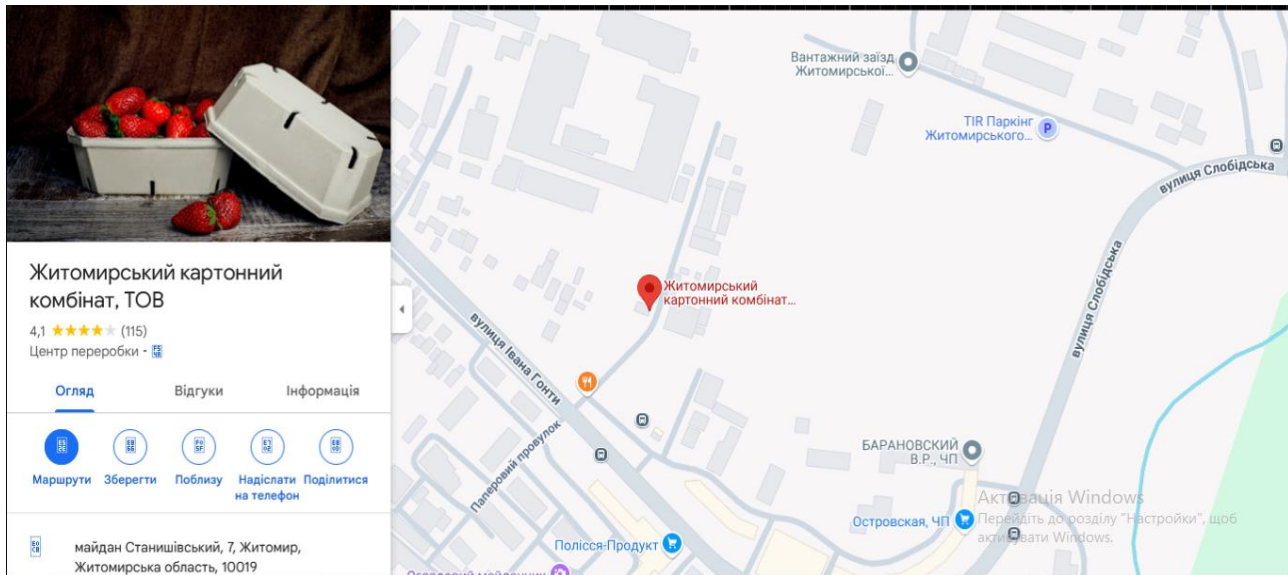 Житомирський картонний
комбінат, ТОВ
4,1 ★★★★★ (115)
Центр переробки ·
Огляд
Відгуки
Інформація
Маршрути
Зберегти
Поблизу
Надіслати
на телефон
Поділитися
майдан Станишівський, 7, Житомир,
Житомирська область, 10019
Вантажний заїзд
Житомирської...
TIR Паркінг
Житомирського...
P
вулиця Слобідська
Житомирський
картонний комбінат...
вулиця Івана Гонти
вулиця Слобідська
Паперовий провулок
БАРАНОВСКИЙ
В.Р., ЧП
Островская, ЧП
Полісся-Продукт
Активація Windows
Перейдіть до розділу "Настройки", щоб
активувати Windows.